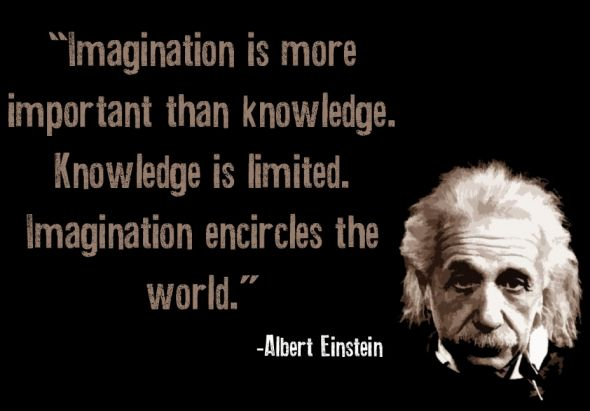 “Imagination is more
important than knowledge.
Knowledge is limited.
Imagination encircles the
world.”
-Albert Einstein